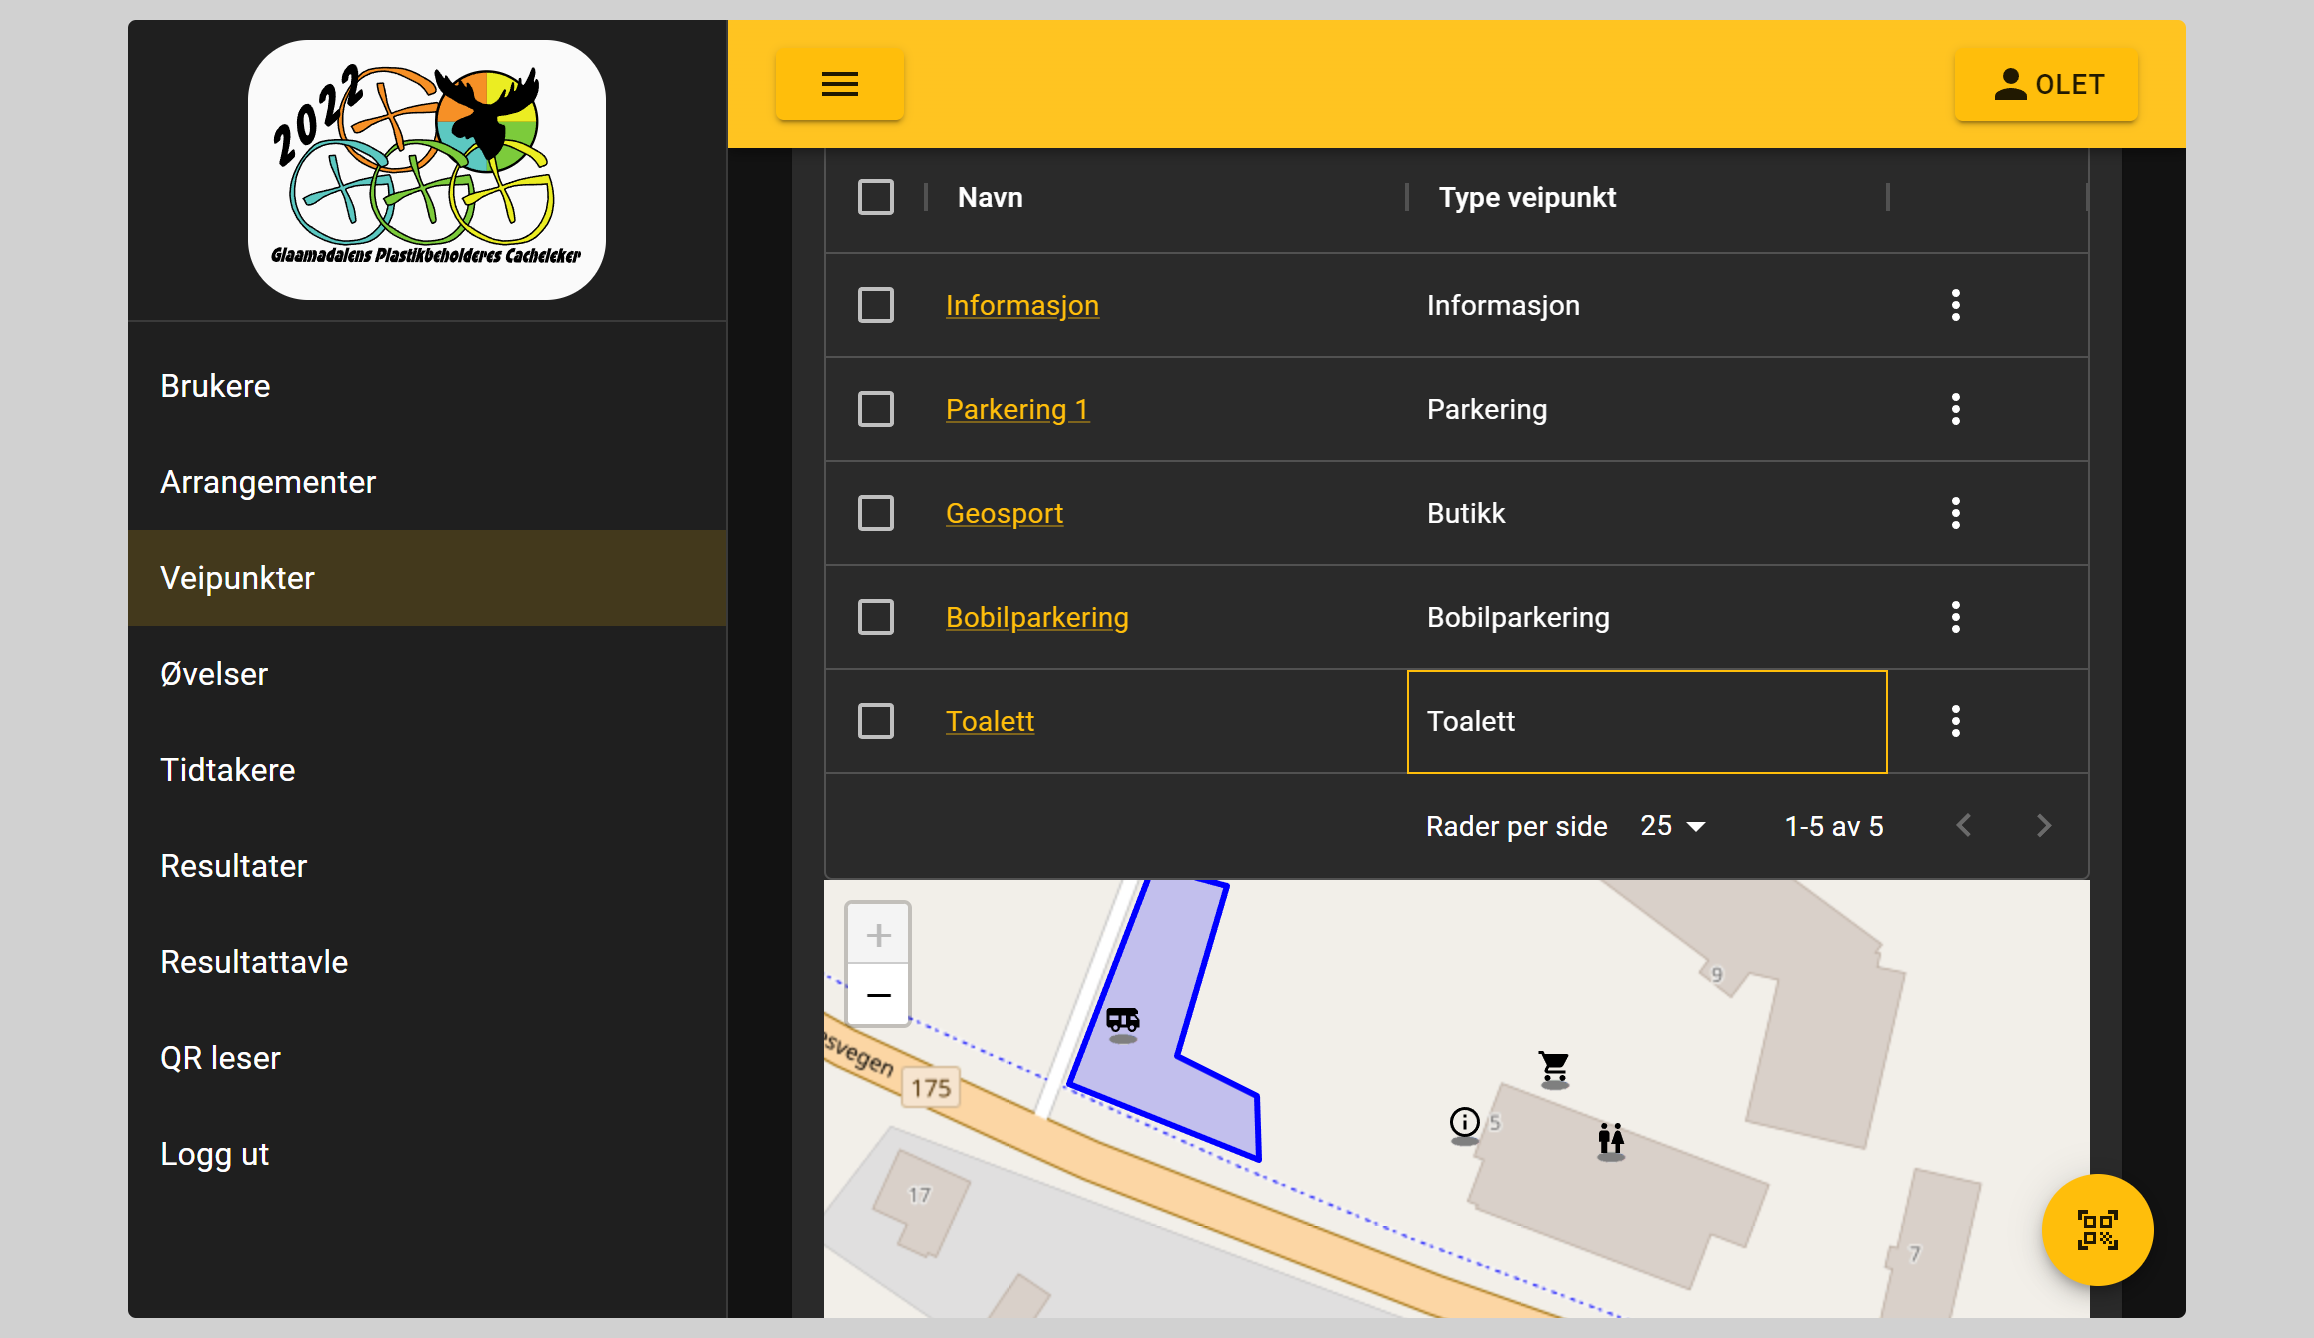 2022
Glaamadalens Plastikbeholderes Cacheleker
OLET
Brukere
Arrangementer
Veipunkter
Øvelser
Tidtakere
Resultater
Resultattavle
QR leser
Logg ut
Navn Type veipunkt
Informasjon Informasjon
Parkering 1 Parkering
Geosport Butikk
Bobilparkering Bobilparkering
Toalett Toalett
Rader per side 25 1-5 av 5
+
−
svegen
175
9
5
17
7